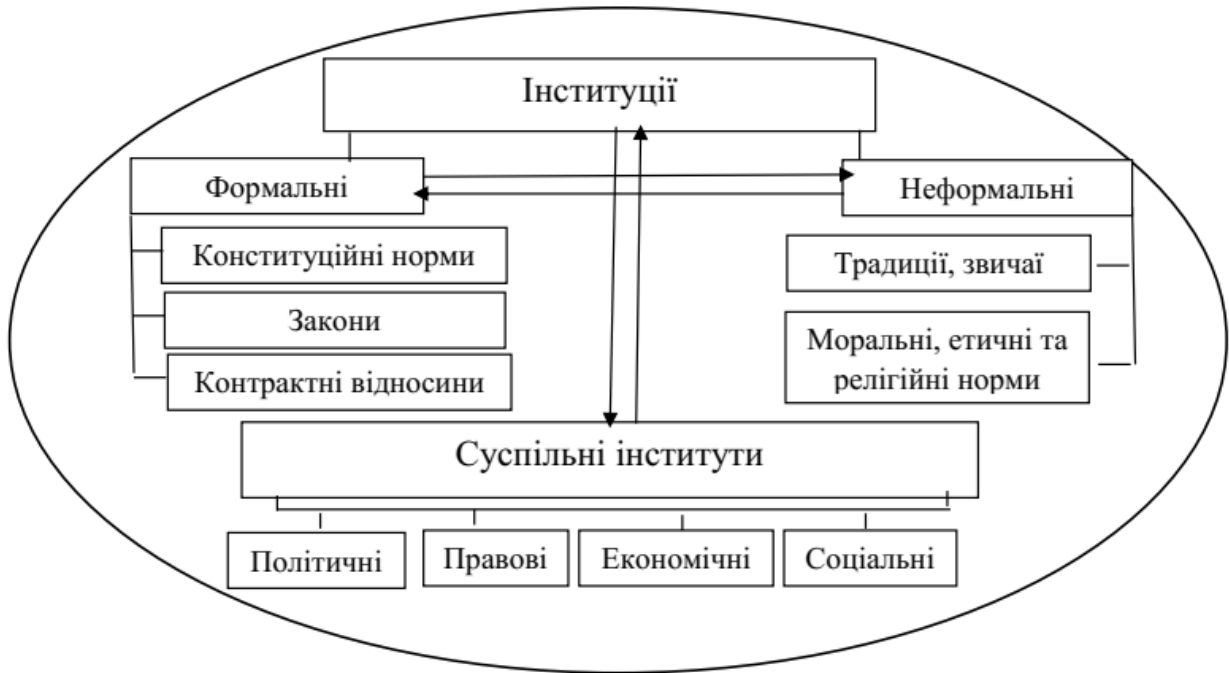 Інституції
Формальні
Неформальні
Конституційні норми
Традиції, звичаї
Закони
Моральні, етичні та
релігійні норми
Контрактні відносини
Суспільні інститути
Політичні
Правові
Економічні
Соціальні